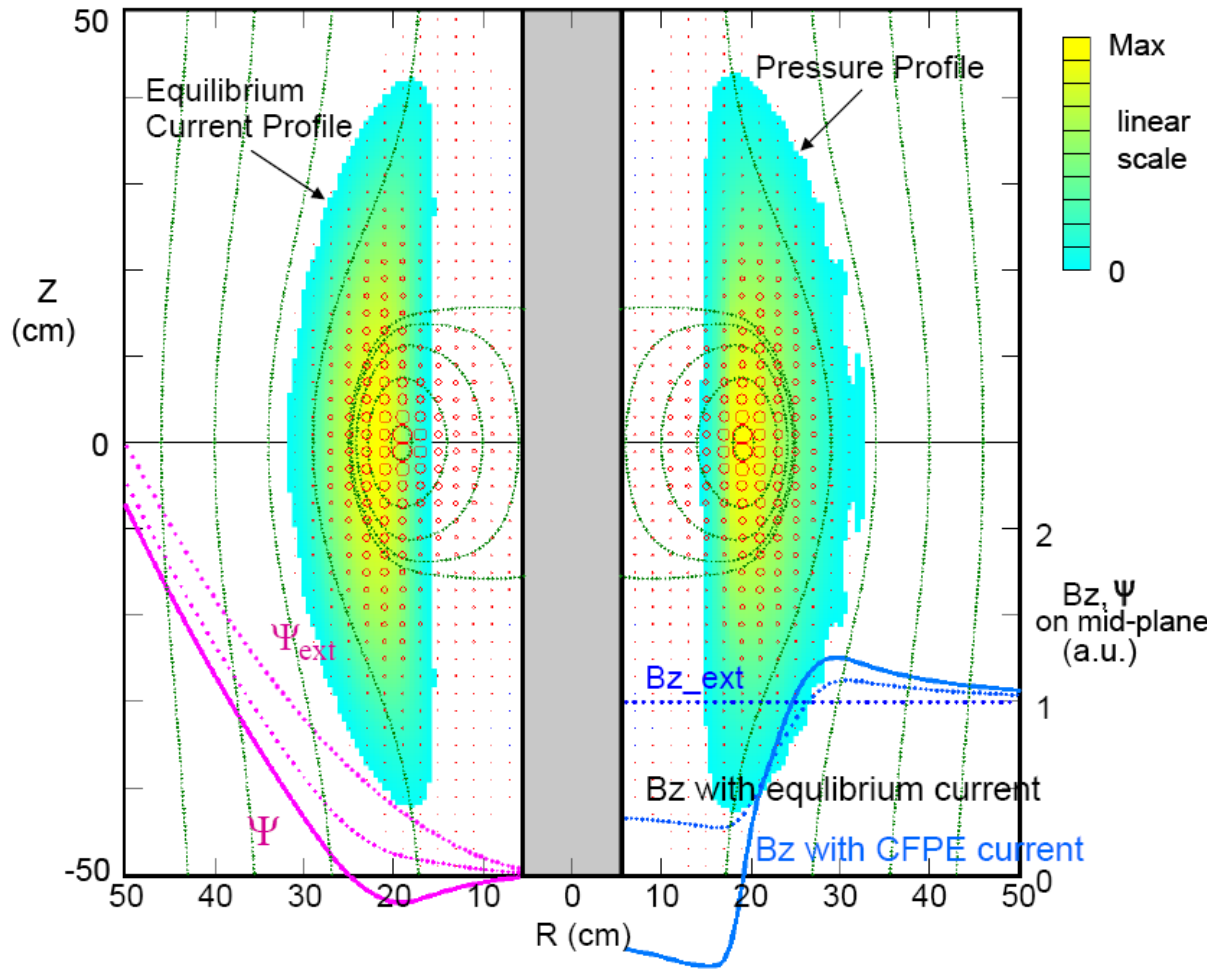 50
Equilibrium
Current Profile
Pressure Profile
Max
linear
scale
0
Z
(cm)
0
2
Bz, Ψ
on mid-plane
(a.u.)
Ψext
Bz_ext
1
Bz with equlibrium current
Ψ
Bz with CFPE current
-50
0
50 40 30 20 10 0 10 20 30 40 50
R (cm)